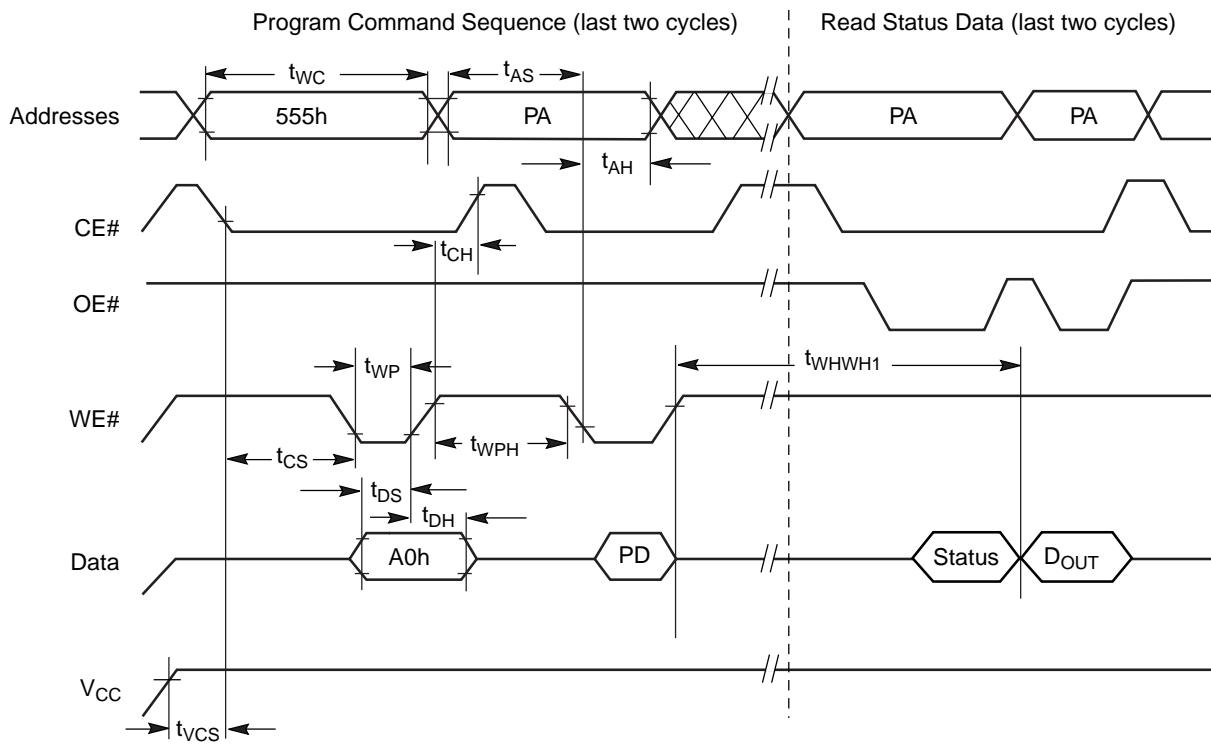 Program Command Sequence (last two cycles)
Read Status Data (last two cycles)
tWC
tAS
Addresses
555h
PA
PA
PA
tAH
CE#
tCH
OE#
tWP
tWHWH1
WE#
tWPH
tCS
tDS
tDH
Data
A0h
PD
Status
DOUT
VCC
tVCS